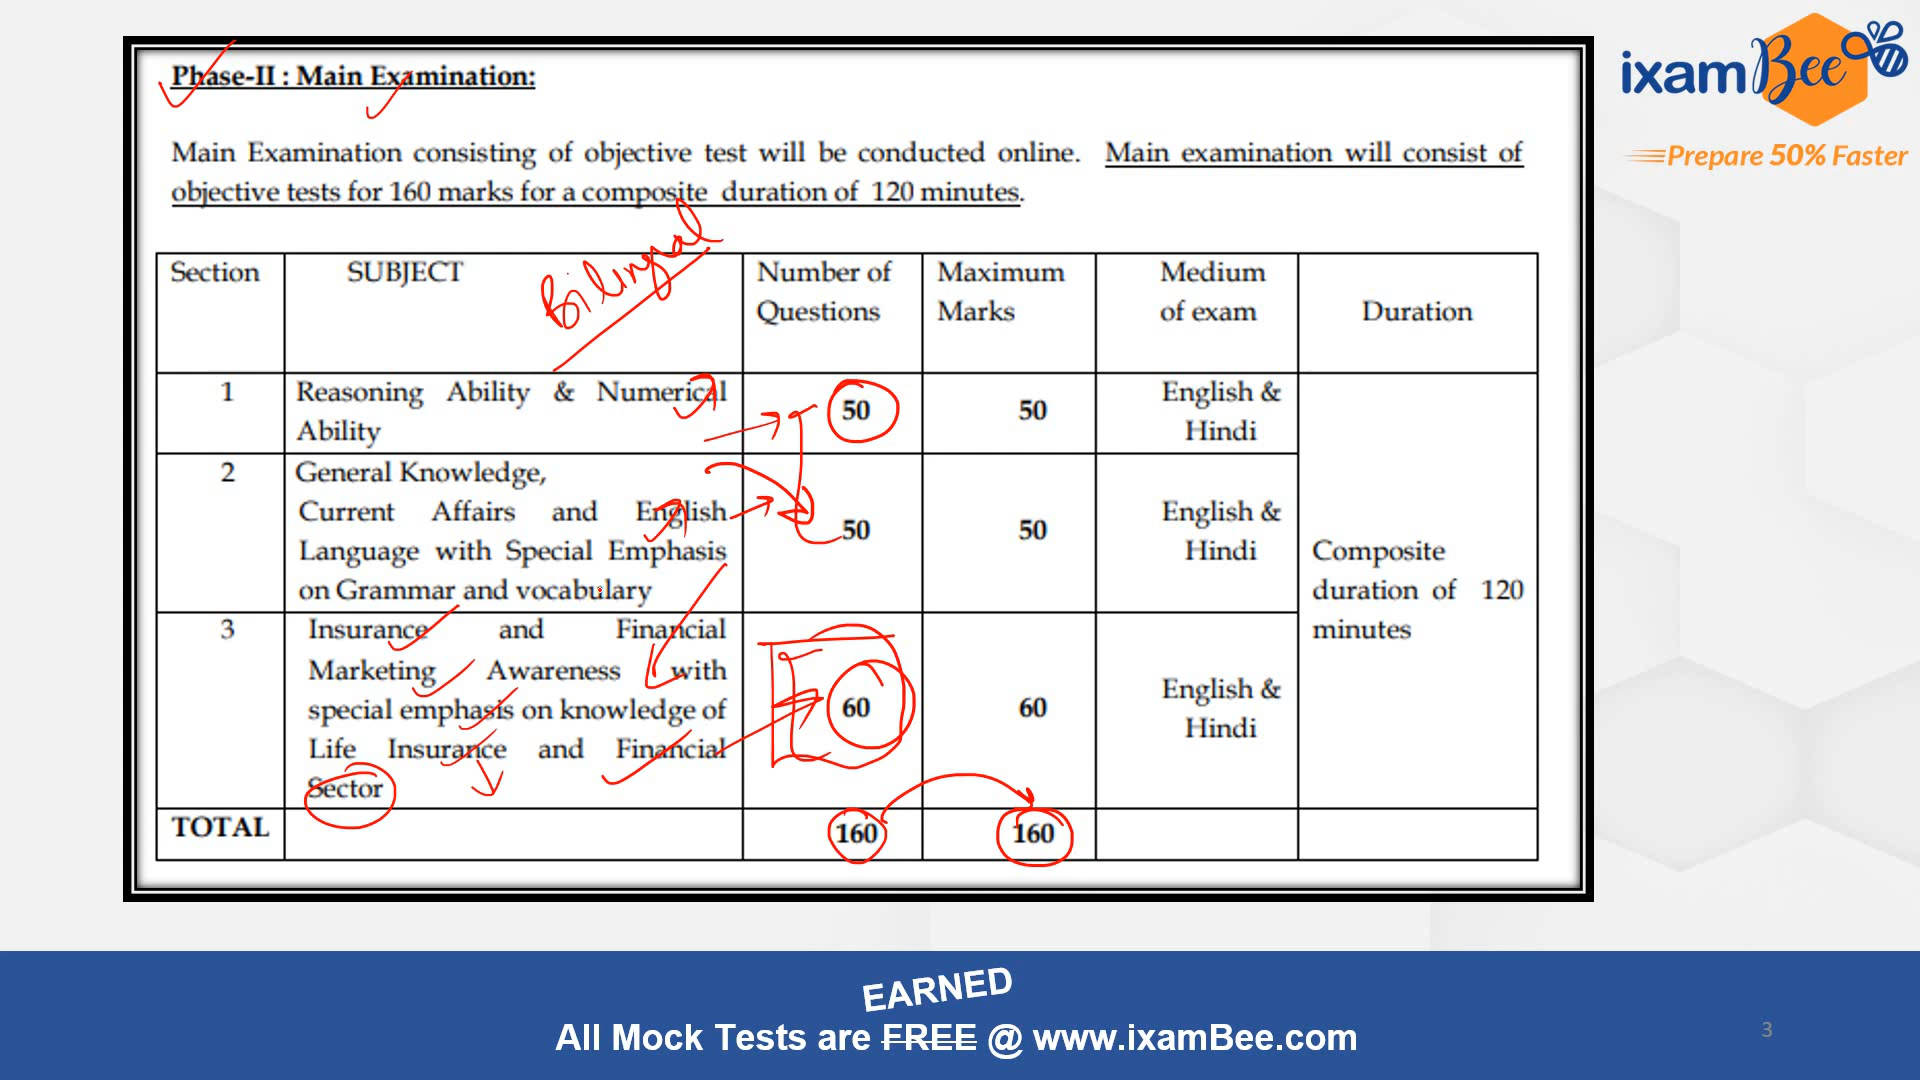 ixamBee
Prepare 50% Faster
Phase-II : Main Examination:
Main Examination consisting of objective test will be conducted online. Main examination will consist of
objective tests for 160 marks for a composite duration of 120 minutes.
Bilingual
Section SUBJECT Number of Questions Maximum Marks Medium of exam Duration
1 Reasoning Ability & Numerical Ability 50 50 English & Hindi
2 General Knowledge, Current Affairs and English Language with Special Emphasis on Grammar and vocabulary 50 50 English & Hindi
Composite duration of 120 minutes
3 Insurance and Financial Marketing Awareness with special emphasis on knowledge of Life Insurance and Financial Sector 60 60 English & Hindi
TOTAL 160 160
EARNED
All Mock Tests are FREE @ www.ixamBee.com
3